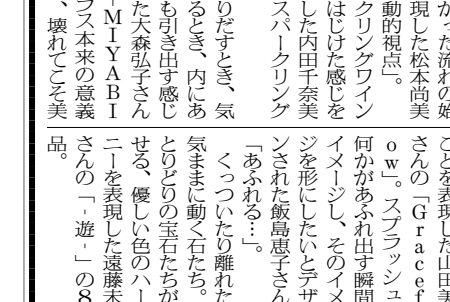 かった流れの始
現した松本尚美
動的視点」。
クリングワイン
はじけた感じを
した内田千奈美
スパークリング
りだすとき、気
るとき、内にあ
も引き出す感じ
た大森弘子さん
-MIYABI
フス本来の意義
、壊れてこそ美
ことを表現した山田美
さんの「Gracef
ow」。スプラッシュ
何かがあふれ出す瞬間
イメージし、そのイメ
ジを形にしたいとデザ
ンされた飯島恵子さん
「あふれる…」。
くっついたり離れた
気ままに動く石たち。
とりどりの宝石たちが
せる、優しい色のハー
ニーを表現した遠藤未
さんの「-遊-」の8
品。